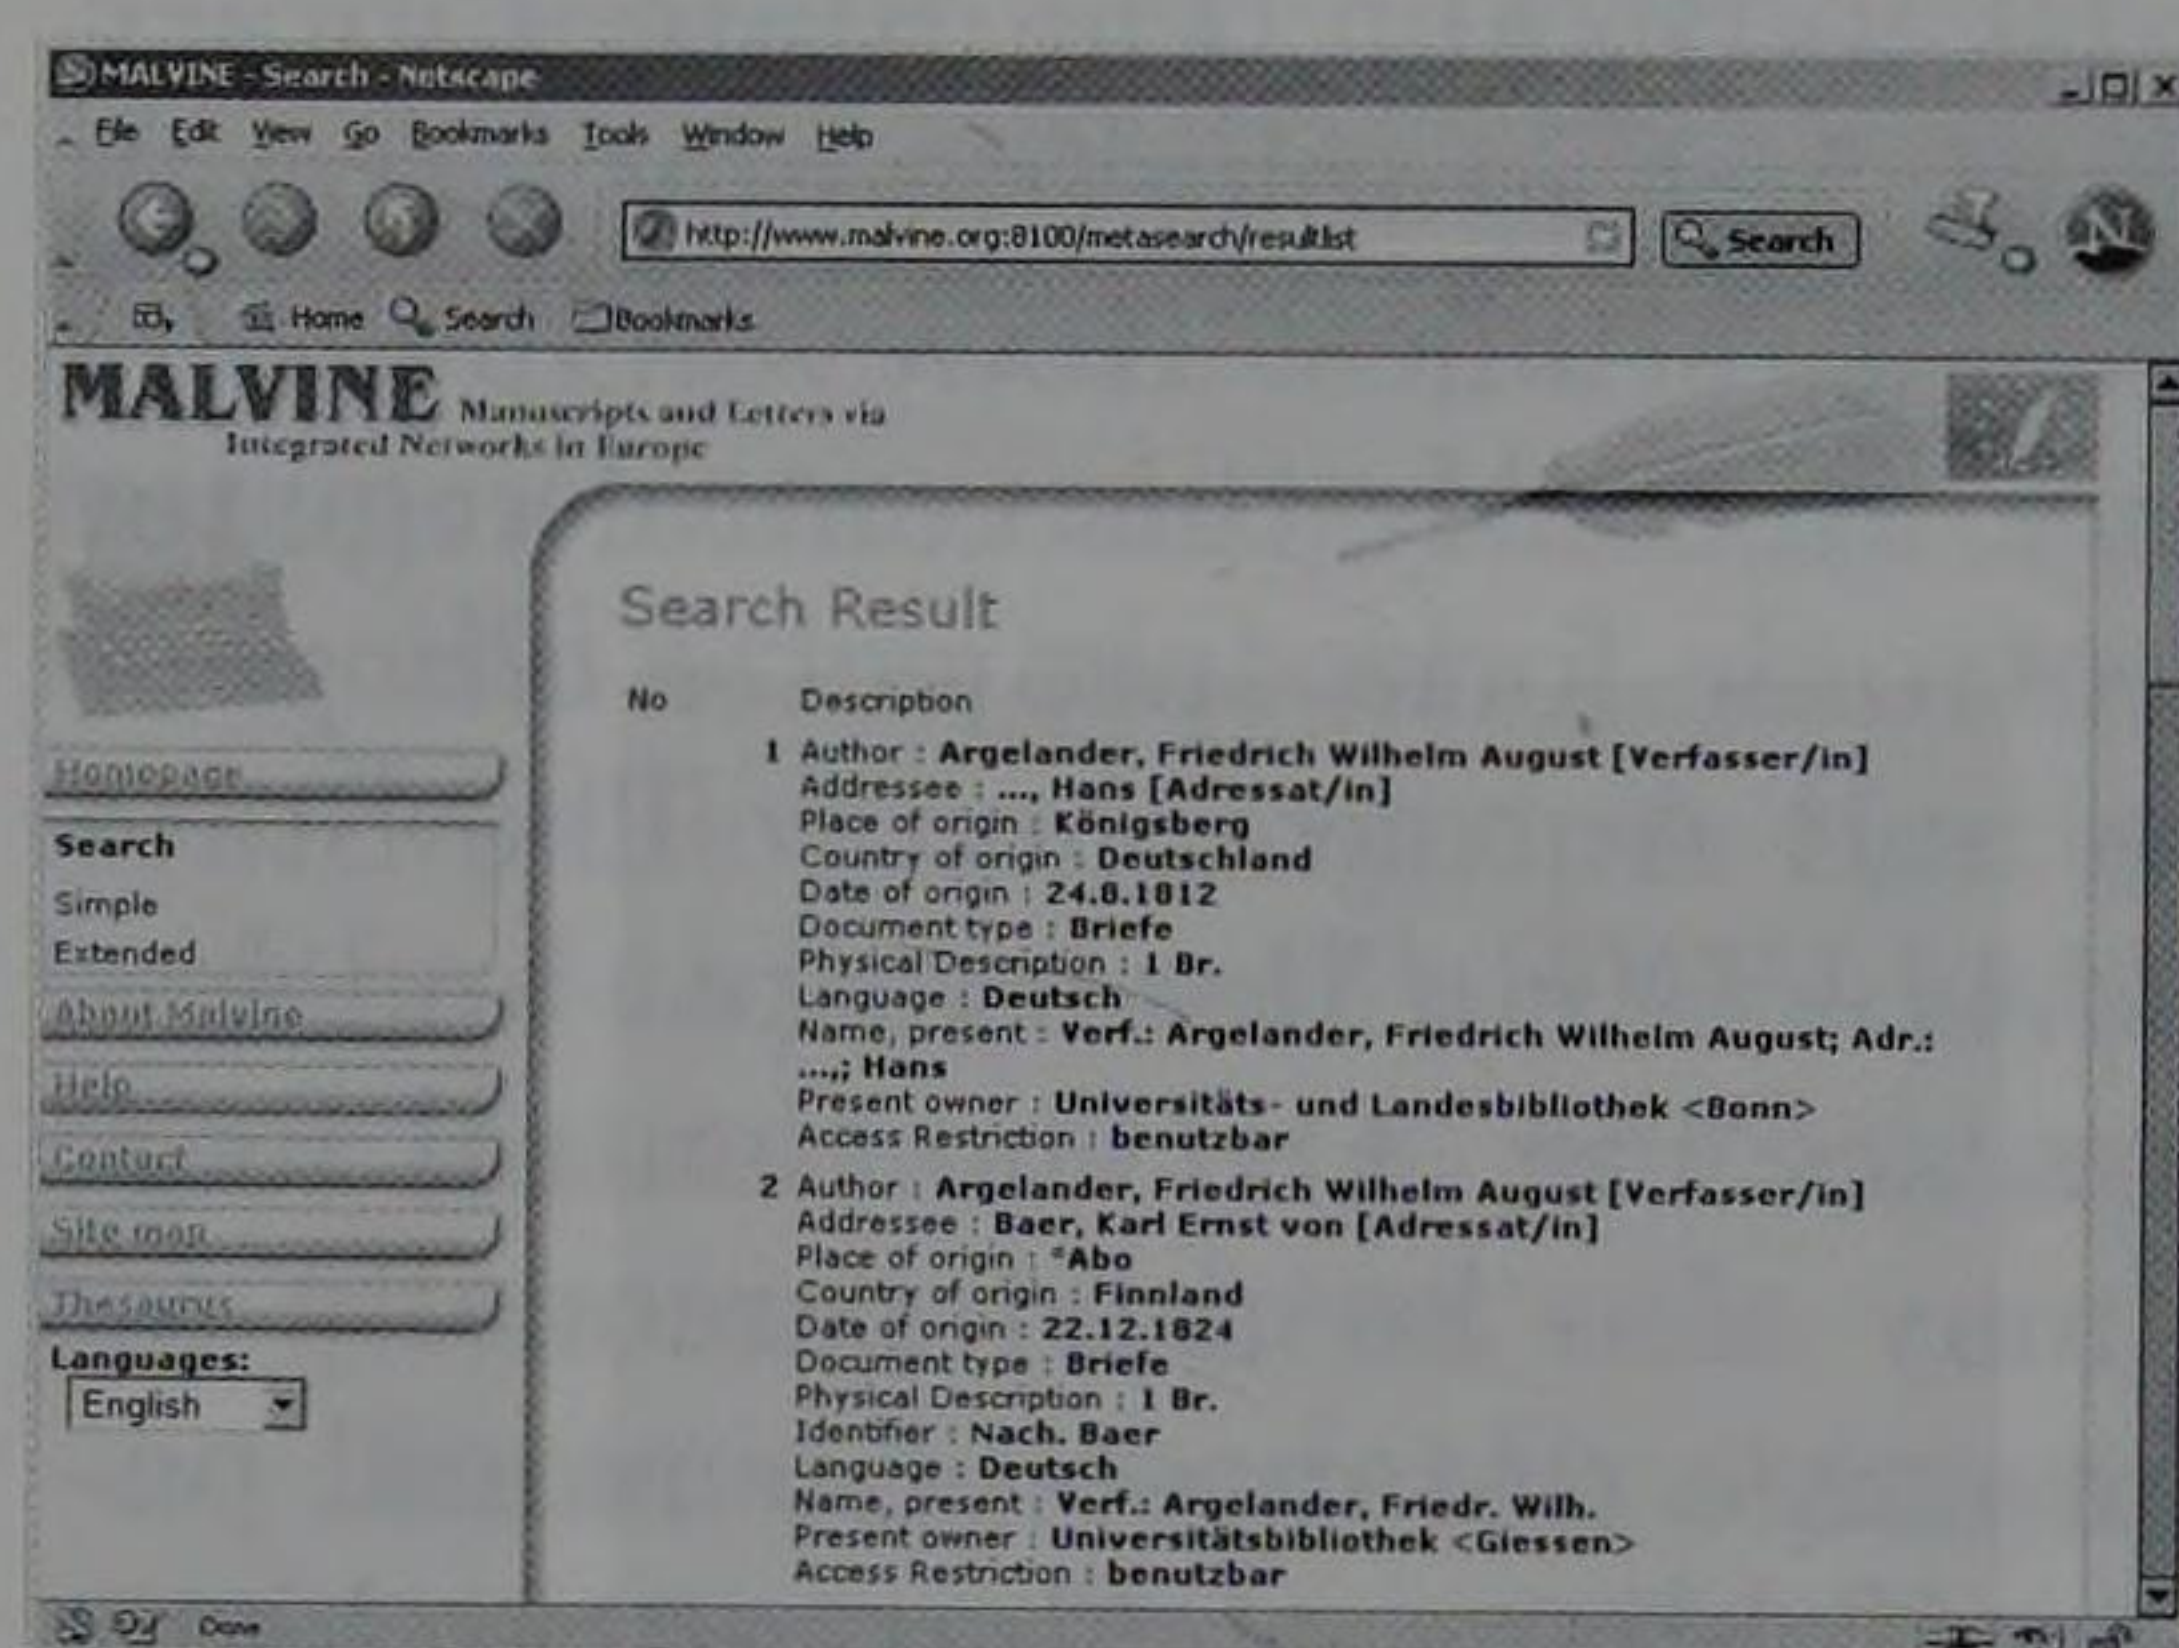 MALVINE - Search - Netscape
File Edit View Go Bookmarks Tools Window Help
http://www.malvine.org:8100/metasearch/resultlist Search
Home Search Bookmarks
MALVINE Manuscripts and Letters via
Integrated Networks in Europe
Search Result
No Description
1 Author : Argelander, Friedrich Wilhelm August [Verfasser/in]
Addressee : ..., Hans [Adressat/in]
Place of origin : Königsberg
Country of origin : Deutschland
Date of origin : 24.8.1812
Document type : Briefe
Physical Description : 1 Br.
Language : Deutsch
Name, present : Verf.: Argelander, Friedrich Wilhelm August; Adr.:
...,; Hans
Present owner : Universitäts- und Landesbibliothek <Bonn>
Access Restriction : benutzbar
2 Author : Argelander, Friedrich Wilhelm August [Verfasser/in]
Addressee : Baer, Karl Ernst von [Adressat/in]
Place of origin : *Abo
Country of origin : Finnland
Date of origin : 22.12.1824
Document type : Briefe
Physical Description : 1 Br.
Identifier : Nach. Baer
Language : Deutsch
Name, present : Verf.: Argelander, Friedr. Wilh.
Present owner : Universitätsbibliothek <Giessen>
Access Restriction : benutzbar
Homepage
Search
Simple
Extended
About Malvine
Help
Contact
Site map
Thesaurus
Languages:
English
Done